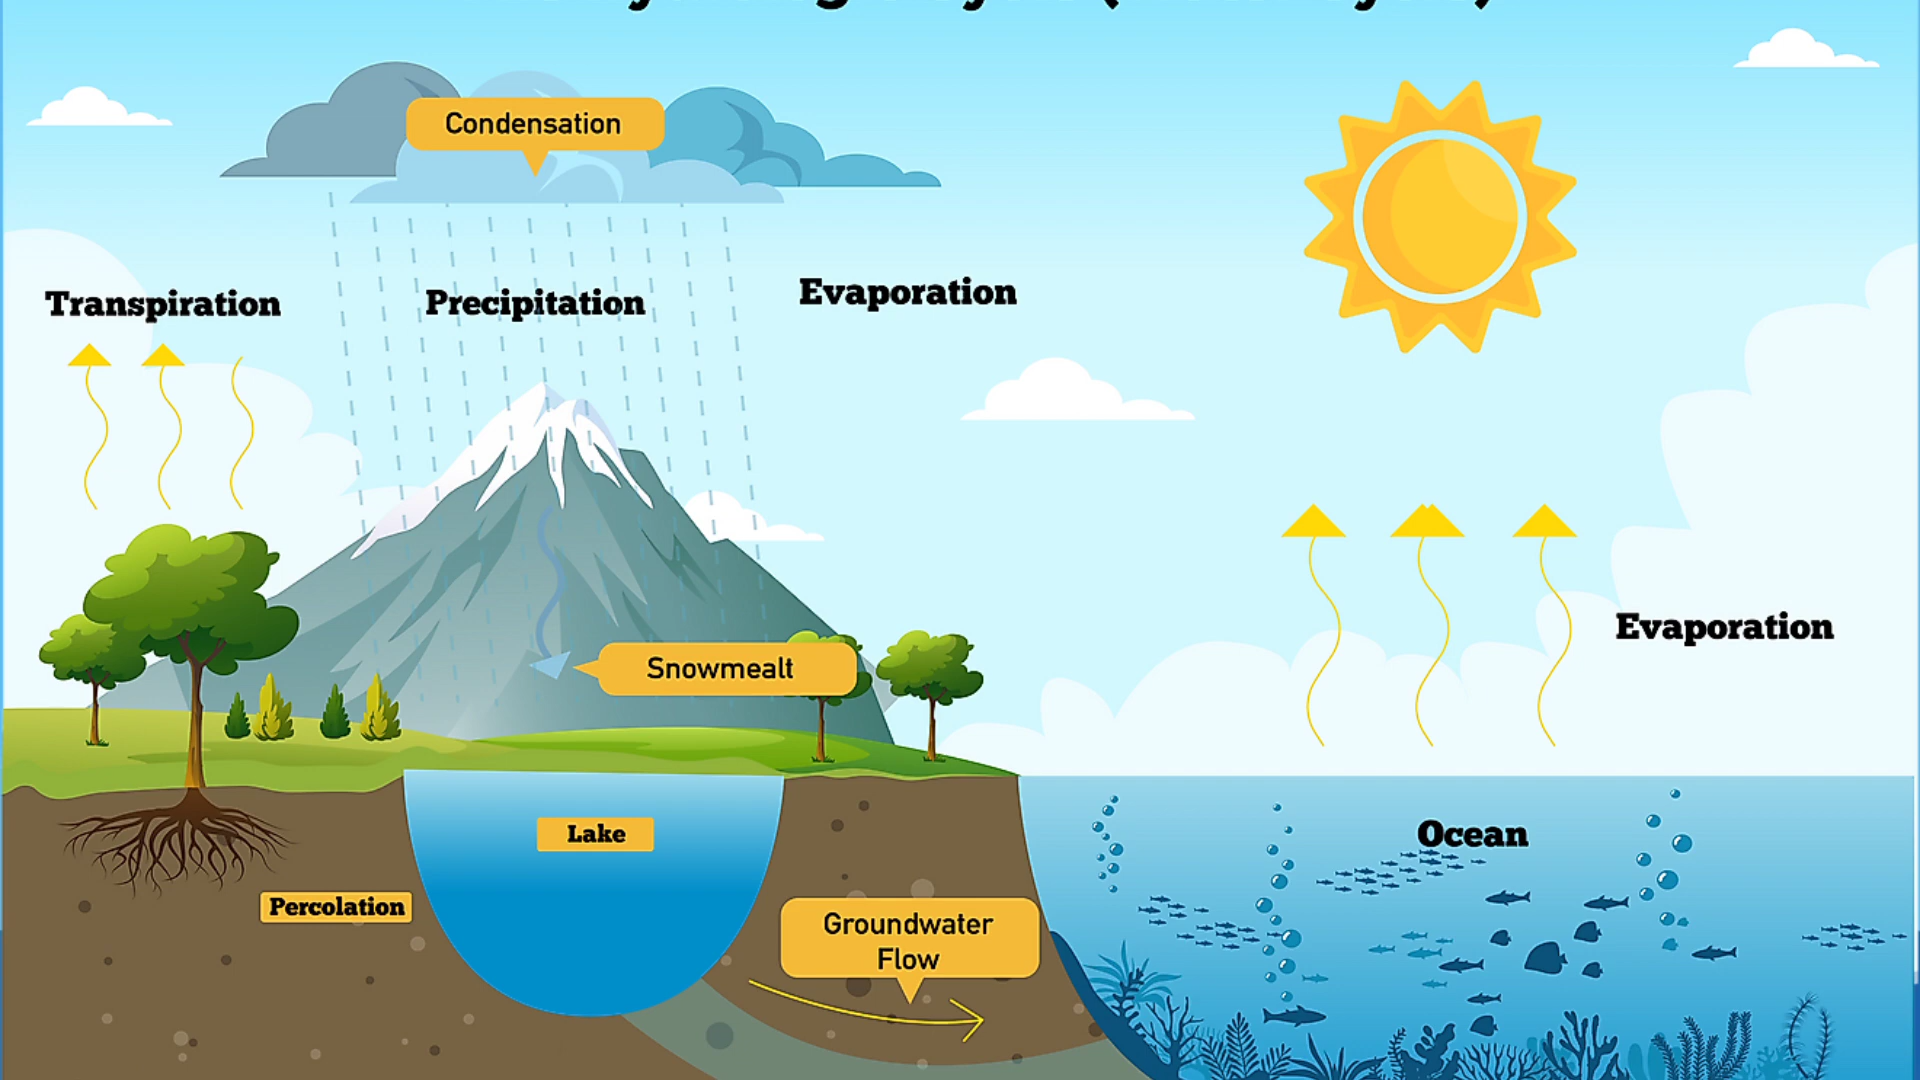 Condensation
Transpiration
Precipitation
Evaporation
Snowmealt
Evaporation
Lake
Ocean
Percolation
Groundwater
Flow